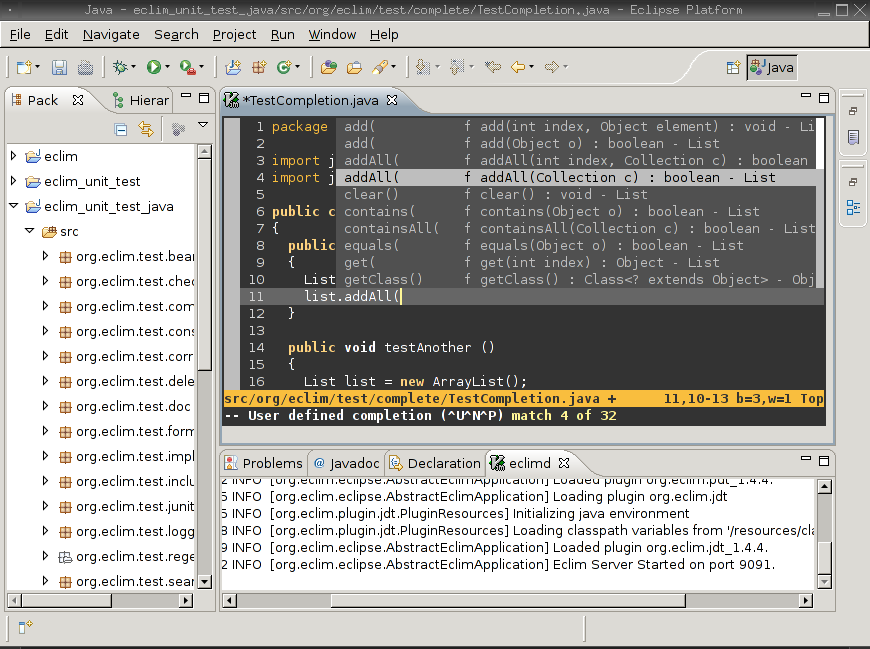 Java - eclim_unit_test_java/src/org/eclim/test/complete/TestCompletion.java - Eclipse Platform
File Edit Navigate Search Project Run Window Help
Java
Pack
Hierar
*TestCompletion.java
eclim
eclim_unit_test
eclim_unit_test_java
src
org.eclim.test.bear
org.eclim.test.che
org.eclim.test.com
org.eclim.test.con
org.eclim.test.corr
org.eclim.test.dele
org.eclim.test.doc
org.eclim.test.form
org.eclim.test.impl
org.eclim.test.inclu
org.eclim.test.junit
org.eclim.test.logg
org.eclim.test.rege
org.eclim.test.sear
1 package add( f add(int index, Object element) : void - Li
2 add( f add(Object o) : boolean - List
3 import j addAll( f addAll(int index, Collection c) : boolean
4 import j addAll( f addAll(Collection c) : boolean - List
5 clear() f clear() : void - List
6 public c contains( f contains(Object o) : boolean - List
7 { containsAll( f containsAll(Collection c) : boolean - List
8 public equals( f equals(Object o) : boolean - List
9 { get( f get(int index) : Object - List
10 List getClass() f getClass() : Class<? extends Object> - Obj
11 list.addAll(
12 }
13
14 public void testAnother ()
15 {
16 List list = new ArrayList();
src/org/eclim/test/complete/TestCompletion.java + 11,10-13 b=3,w=1 Top
-- User defined completion (^U^N^P) match 4 of 32
Problems @ Javadoc Declaration eclimd
2 INFO [org.eclim.eclipse.AbstractEclimApplication] Loaded plugin org.eclim.pdt_1.4.4.
5 INFO [org.eclim.eclipse.AbstractEclimApplication] Loading plugin org.eclim.jdt
5 INFO [org.eclim.plugin.jdt.PluginResources] Initializing java environment
8 INFO [org.eclim.plugin.jdt.PluginResources] Loading classpath variables from '/resources/cla
9 INFO [org.eclim.eclipse.AbstractEclimApplication] Loaded plugin org.eclim.jdt_1.4.4.
2 INFO [org.eclim.eclipse.AbstractEclimApplication] Eclim Server Started on port 9091.